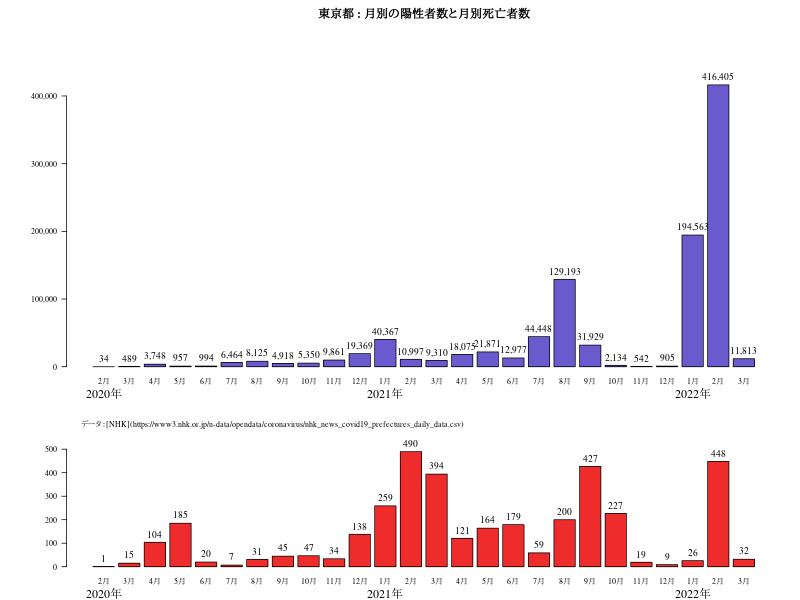 東京都 : 月別の陽性者数と月別死亡者数
416,405
400,000
300,000
200,000
194,563
129,193
100,000
44,448
40,367
31,929
34 489 3,748 957 994 6,464 8,125 4,918 5,350 9,861 19,369 10,997 9,310 18,075 21,871 12,977 2,134 542 905 11,813
0
2月 3月 4月 5月 6月 7月 8月 9月 10月 11月 12月 1月 2月 3月 4月 5月 6月 7月 8月 9月 10月 11月 12月 1月 2月 3月
2020年 2021年 2022年
データ : [NHK](https://www3.nhk.or.jp/n-data/opendata/coronavirus/nhk_news_covid19_prefectures_daily_data.csv)
500
400
300
200
100
0
1 15 104 185 20 7 31 45 47 34 138 259 490 394 121 164 179 59 200 427 227 19 9 26 448 32
2月 3月 4月 5月 6月 7月 8月 9月 10月 11月 12月 1月 2月 3月 4月 5月 6月 7月 8月 9月 10月 11月 12月 1月 2月 3月
2020年 2021年 2022年